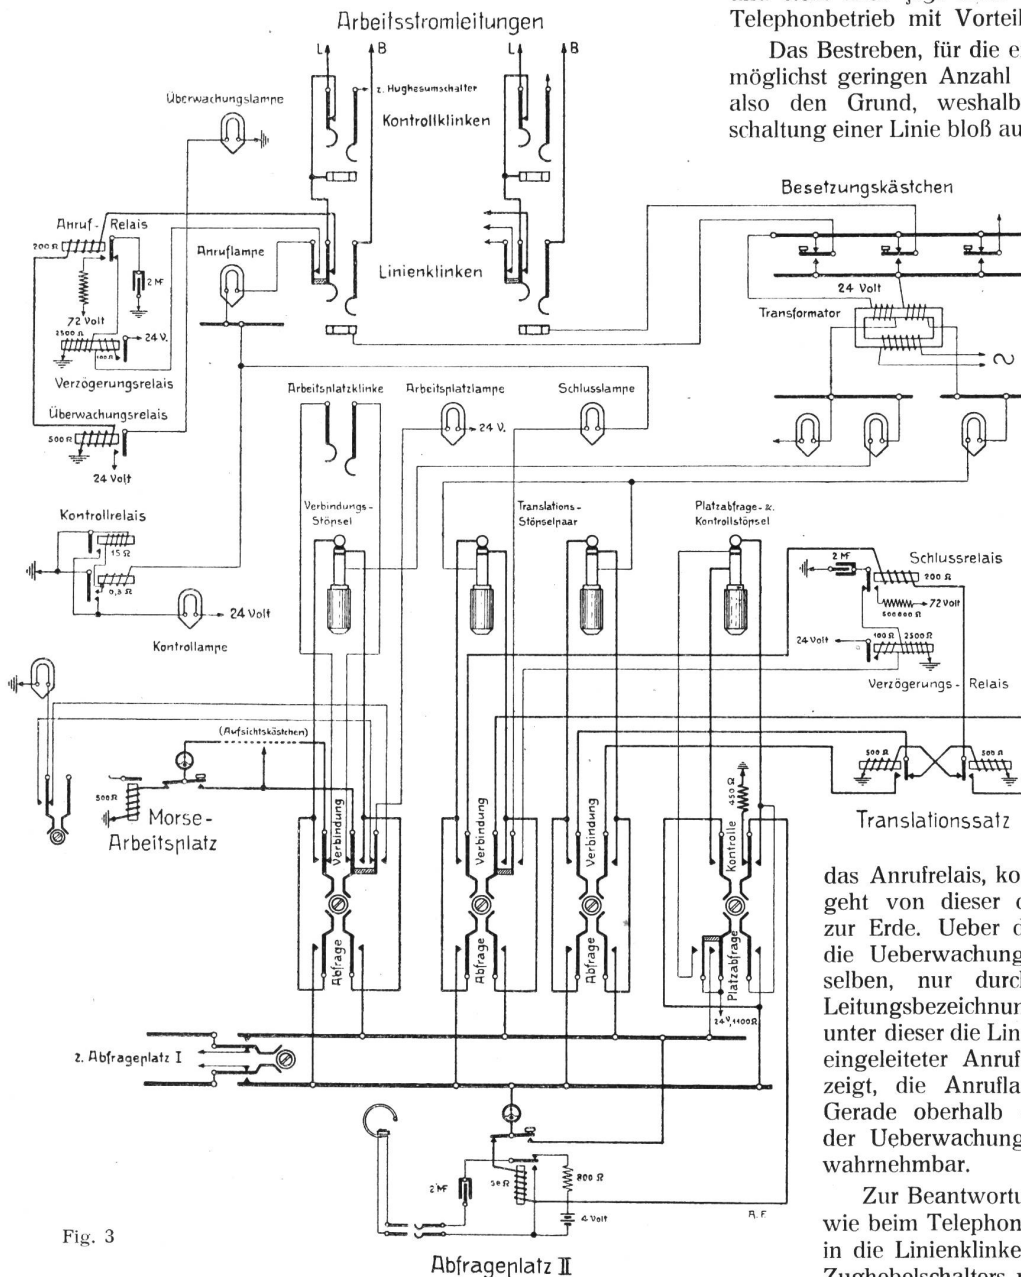 Telephonbetrieb mit Vorteil
Das Bestreben, für die e
möglichst geringen Anzahl
also den Grund, weshalb
schaltung einer Linie bloß au
Arbeitsstromleitungen
L
B
L
B
z. Hughesumschalter
Kontrollklinken
Überwachungslampe
Besetzungskästchen
Anruf-Relais
200 Ω
2 MF
72 Volt
2500 Ω
100 Ω
24 V.
Verzögerungsrelais
Anruflampe
Linienklinken
24 Volt
Transformator
Überwachungsrelais
500 Ω
24 Volt
Arbeitsplatzklinke
Arbeitsplatzlampe
24 V.
Schlusslampe
Kontrollrelais
15 Ω
0,3 Ω
24 Volt
Kontrollampe
Verbindungs-
Stöpsel
Translations-
Stöpselpaar
Platzabfrage- &.
Kontrollstöpsel
2 MF
Schlussrelais
200 Ω
72 Volt
500000 Ω
24 Volt
100 Ω
2500 Ω
Verzögerungs-Relais
(Aufsichtskästchen)
500 Ω
Morse-
Arbeitsplatz
Verbindung
Verbindung
Verbindung
Kontrolle
450 Ω
500 Ω
500 Ω
Translationssatz
Abfrage
Abfrage
Abfrage
Platzabfrage
24 V, 1100 Ω
z. Abfrageplatz I
2 MF
50 Ω
800 Ω
4 Volt
R.F.
Fig. 3
Abfrageplatz II
das Anrufrelais, ko
geht von dieser
zur Erde. Ueber d
die Ueberwachung
selben, nur durc
Leitungsbezeichnun
unter dieser die Lin
eingeleiteter Anruf
zeigt, die Anrufla
Gerade oberhalb
der Ueberwachung
wahrnehmbar.
Zur Beantwortu
wie beim Telephon
in die Linienklinke